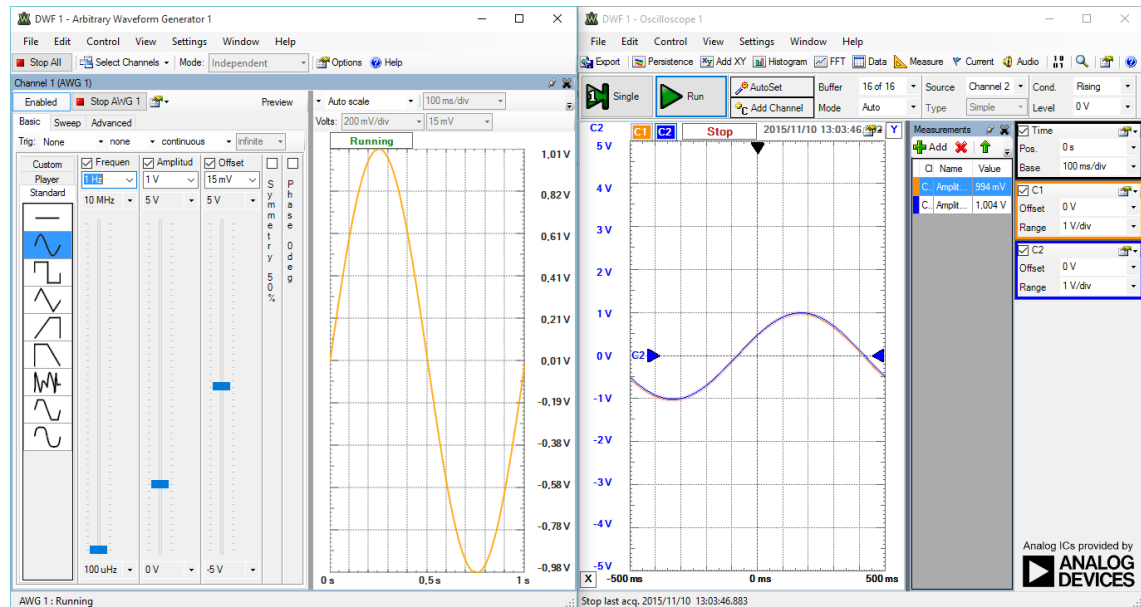 DWF 1 - Arbitrary Waveform Generator 1
File Edit Control View Settings Window Help
Stop All Select Channels Mode: Independent Options Help
Channel 1 (AWG 1)
Enabled Stop AWG 1 Preview
Basic Sweep Advanced
Trig: None none continuous infinite
Custom
Player
Standard
Frequen Amplitud Offset
1 Hz 1 V 15 mV
10 MHz 5 V 5 V
Symmetry 50%
Phase 0 deg
100 uHz 0 V -5 V
Auto scale 100 ms/div
Volts: 200 mV/div 15 mV
Running
1,01 V
0,82 V
0,61 V
0,41 V
0,21 V
0,01 V
-0,19 V
-0,38 V
-0,58 V
-0,78 V
-0,98 V
0 s 0,5 s 1 s
AWG 1 : Running
DWF 1 - Oscilloscope 1
File Edit Control View Settings Window Help
Export Persistence Add XY Histogram FFT Data Measure Current Audio
Single Run AutoSet Buffer 16 of 16 Source Channel 2 Cond. Rising
Add Channel Mode Auto Type Simple Level 0 V
C2 C1 C2 Stop 2015/11/10 13:03:46 Y
5 V
4 V
3 V
2 V
1 V
0 V C2
-1 V
-2 V
-3 V
-4 V
-5 V
X -500 ms 0 ms 500 ms
Measurements
Add
Cl Name Value
C.. Amplit... 994 mV
C.. Amplit... 1,004 V
Time
Pos. 0 s
Base 100 ms/div
C1
Offset 0 V
Range 1 V/div
C2
Offset 0 V
Range 1 V/div
Analog ICs provided by
ANALOG
DEVICES
Stop last acq. 2015/11/10 13:03:46.883